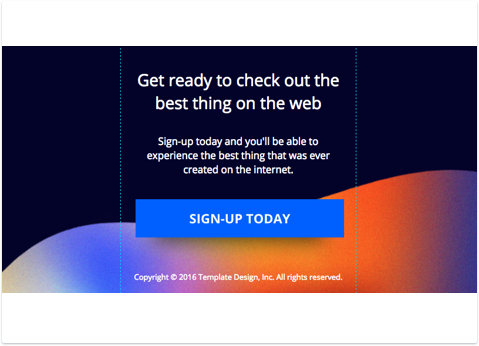 Get ready to check out the
best thing on the web
Sign-up today and you'll be able to
experience the best thing that was ever
created on the internet.
SIGN-UP TODAY
Copyright © 2016 Template Design, Inc. All rights reserved.